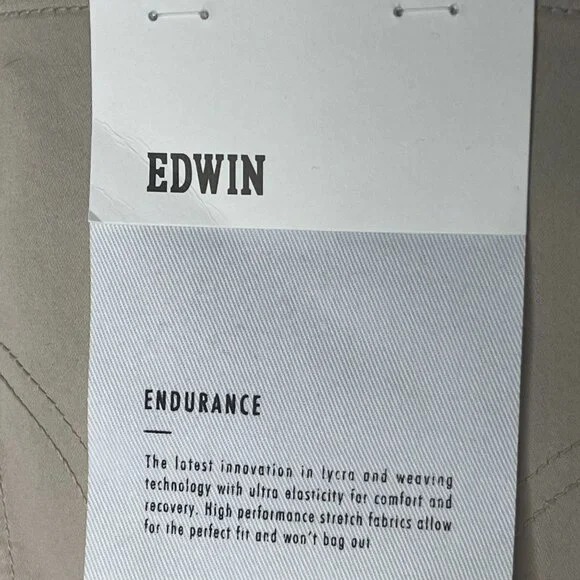 EDWIN
ENDURANCE
The latest innovation in lycra and weaving
technology with ultra elasticity for comfort and
recovery. High performance stretch fabrics allow
for the perfect fit and won't bag out